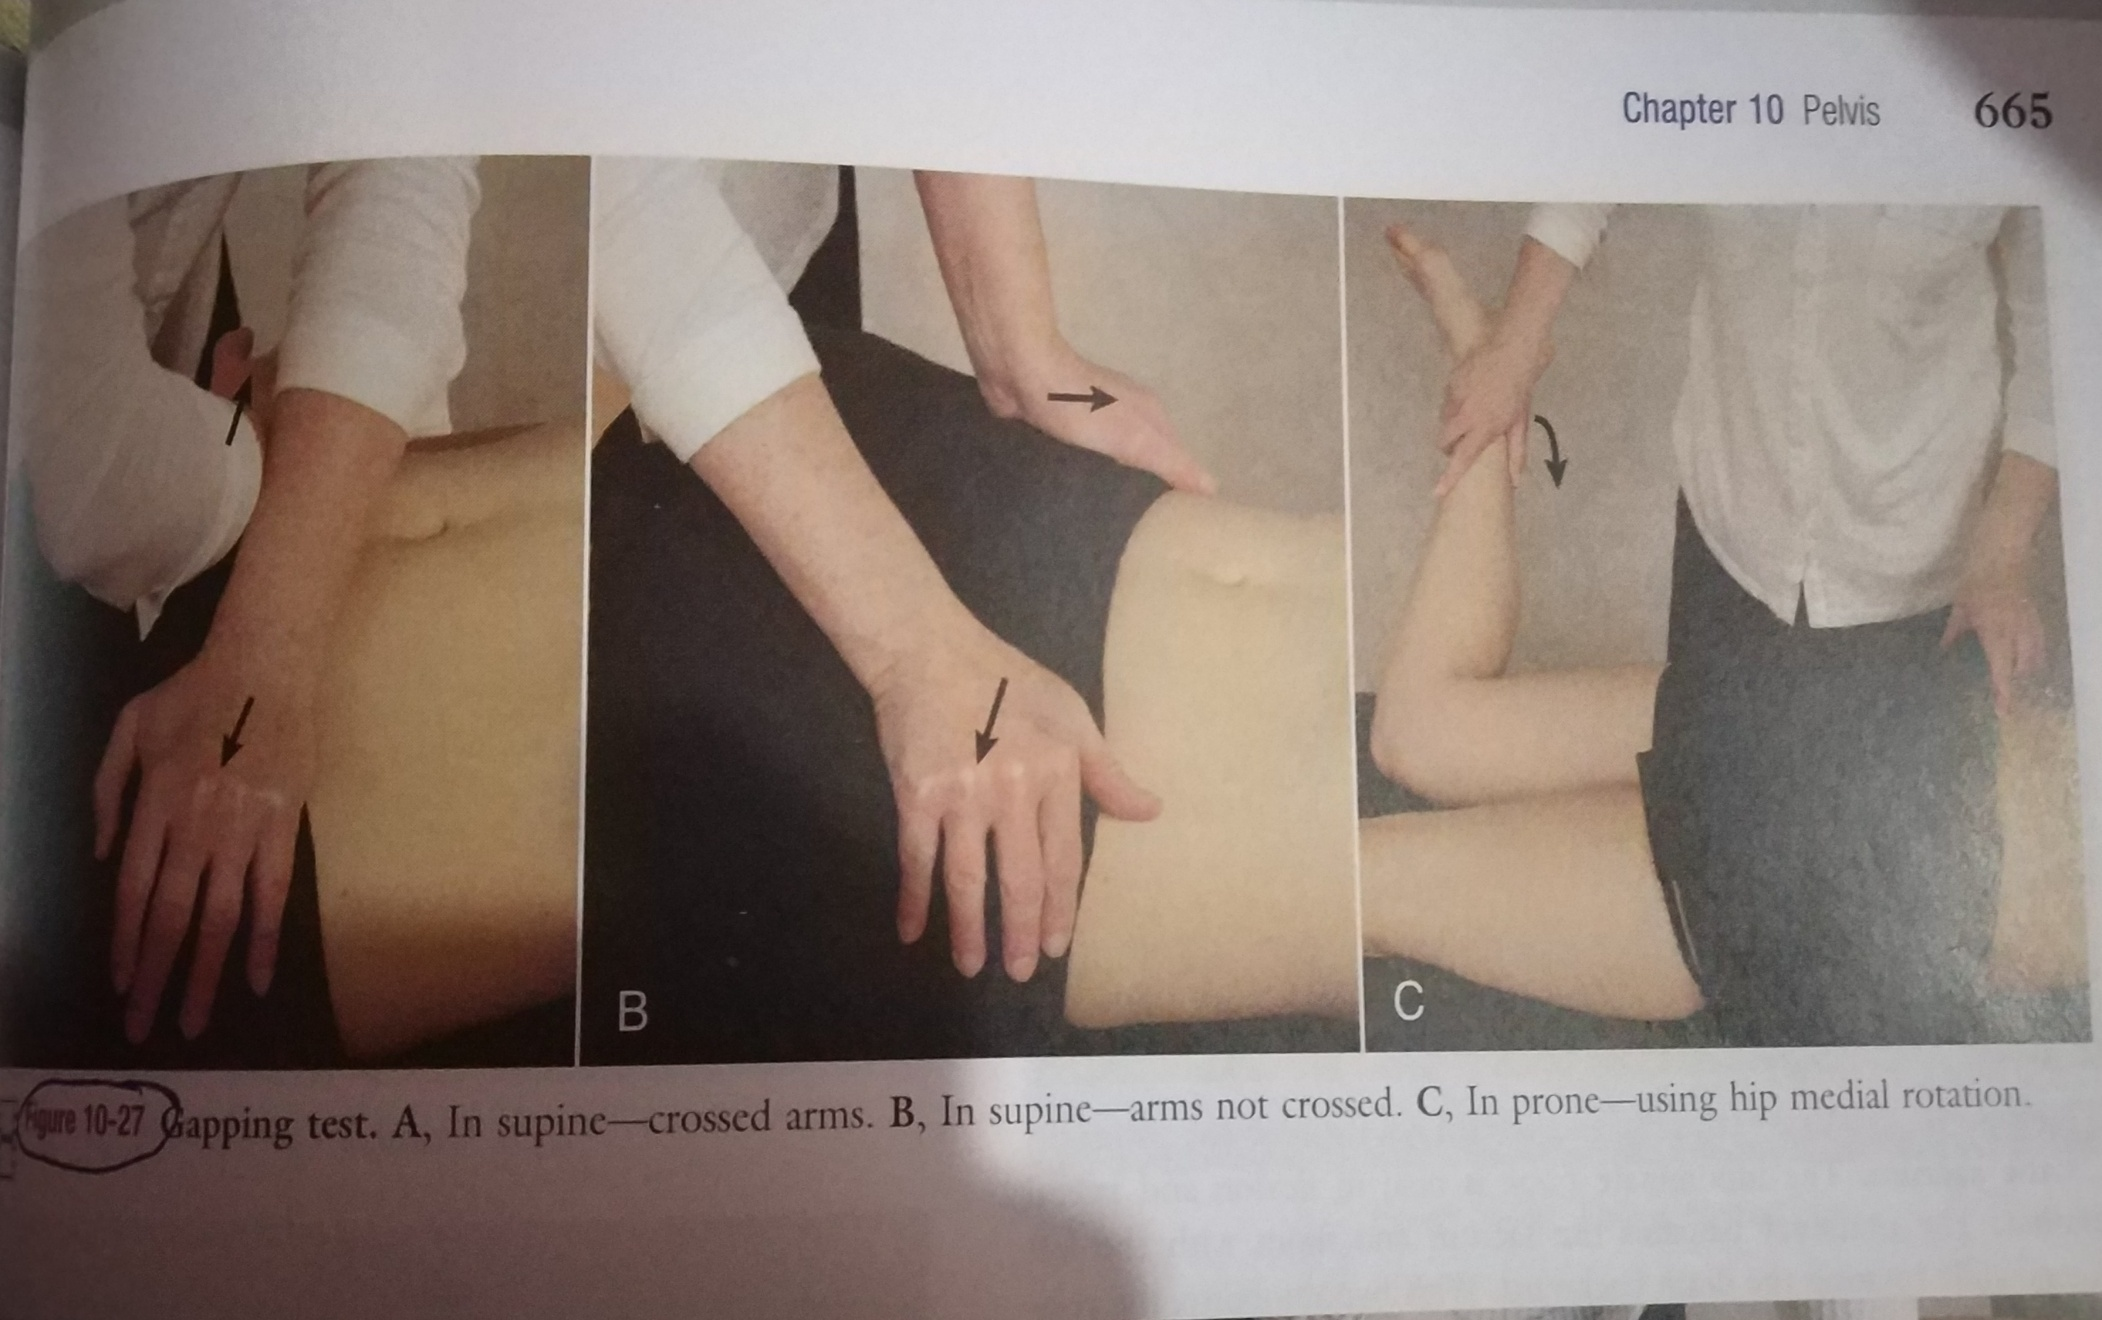 Chapter 10 Pelvis 665
B
C
Figure 10-27 Gapping test. A, In supine—crossed arms. B, In supine—arms not crossed. C, In prone—using hip medial rotation.